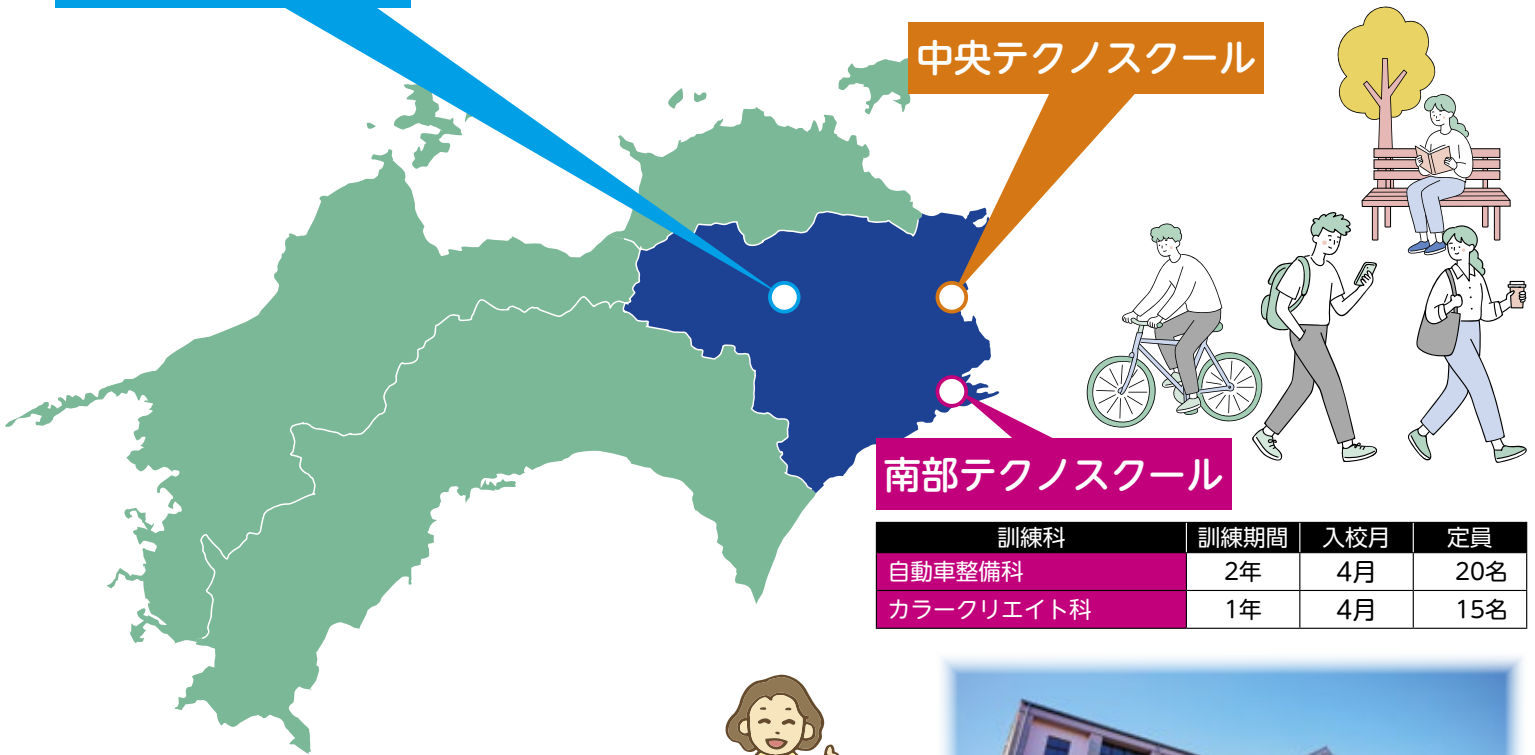 中央テクノスクール
南部テクノスクール
訓練科 訓練期間 入校月 定員
自動車整備科 2年 4月 20名
カラークリエイト科 1年 4月 15名